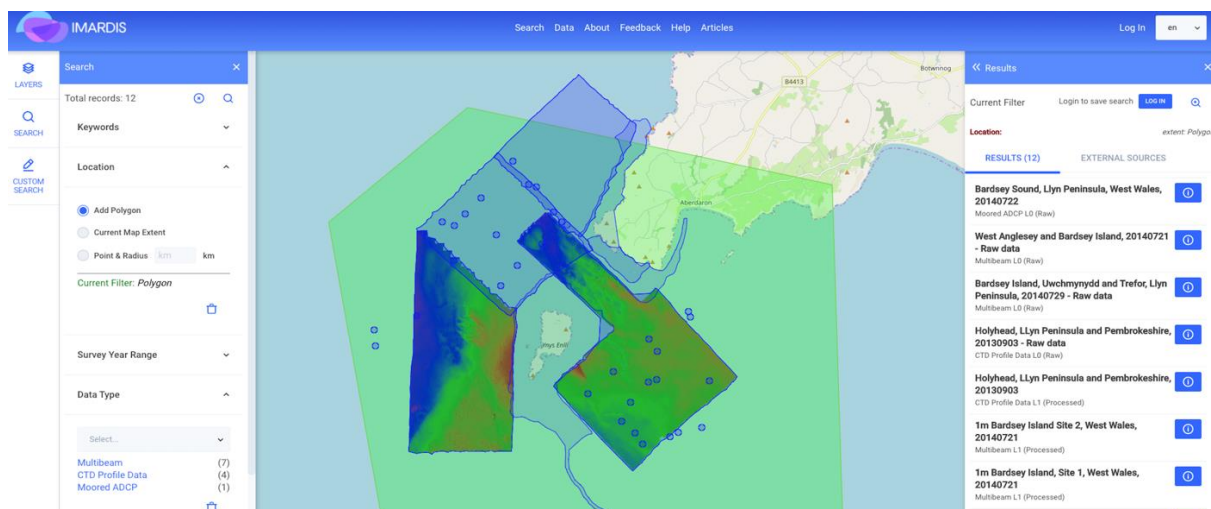 IMARDIS
Search Data About Feedback Help Articles
Log In
en
LAYERS
SEARCH
CUSTOM
SEARCH
Search
Total records: 12
Keywords
Location
Add Polygon
Current Map Extent
Point & Radius km km
Current Filter: Polygon
Survey Year Range
Data Type
Select...
Multibeam (7)
CTD Profile Data (4)
Moored ADCP (1)
Botwnnog
B4413
Aberdaron
Ynys Enlli
Results
Current Filter Login to save search LOG IN
Location: extent: Polygo
RESULTS (12) EXTERNAL SOURCES
Bardsey Sound, Llyn Peninsula, West Wales,
20140722
Moored ADCP L0 (Raw)
West Anglesey and Bardsey Island, 20140721
- Raw data
Multibeam L0 (Raw)
Bardsey Island, Uwchmynydd and Trefor, Llyn
Peninsula, 20140729 - Raw data
Multibeam L0 (Raw)
Holyhead, LLyn Peninsula and Pembrokeshire,
20130903 - Raw data
CTD Profile Data L0 (Raw)
Holyhead, LLyn Peninsula and Pembrokeshire,
20130903
CTD Profile Data L1 (Processed)
1m Bardsey Island Site 2, West Wales,
20140721
Multibeam L1 (Processed)
1m Bardsey Island, Site 1, West Wales,
20140721
Multibeam L1 (Processed)